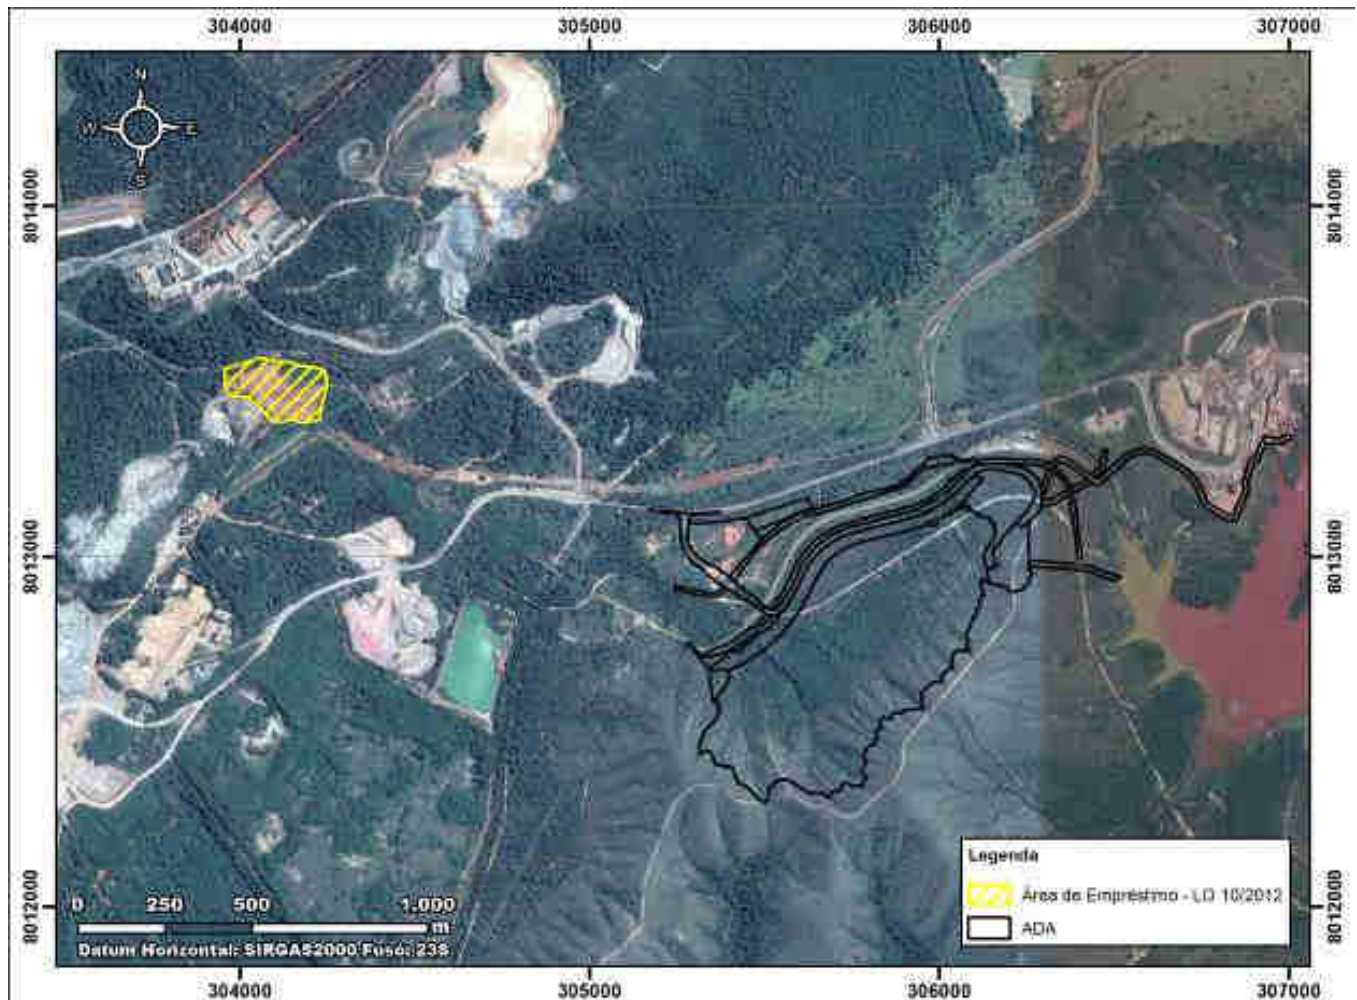 304000 305000 306000 307000
N
W E
S
8014000 8014000
8013000 8013000
Legenda
Área de Empréstimo - LO 10/2012
ADA
8012000 8012000
0 250 500 1.000
m
Datum Horizontal: SIRGAS2000 Fuso: 23S
304000 305000 306000 307000